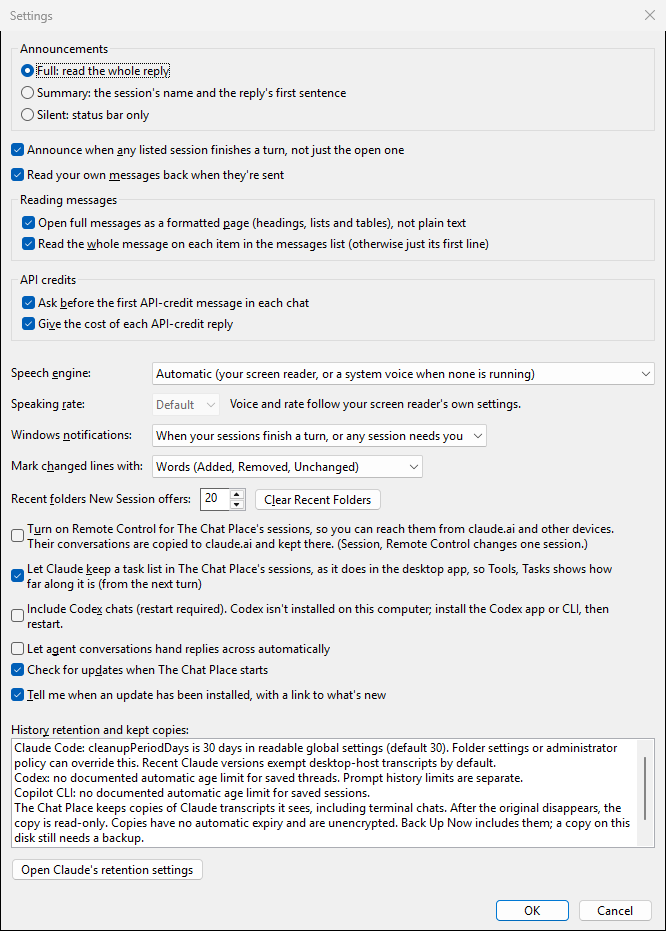 Settings
Announcements
Full: read the whole reply
Summary: the session's name and the reply's first sentence
Silent: status bar only
Announce when any listed session finishes a turn, not just the open one
Read your own messages back when they're sent
Reading messages
Open full messages as a formatted page (headings, lists and tables), not plain text
Read the whole message on each item in the messages list (otherwise just its first line)
API credits
Ask before the first API-credit message in each chat
Give the cost of each API-credit reply
Speech engine:
Automatic (your screen reader, or a system voice when none is running)
Speaking rate:
Default
Voice and rate follow your screen reader's own settings.
Windows notifications:
When your sessions finish a turn, or any session needs you
Mark changed lines with:
Words (Added, Removed, Unchanged)
Recent folders New Session offers:
20
Clear Recent Folders
Turn on Remote Control for The Chat Place's sessions, so you can reach them from claude.ai and other devices.
Their conversations are copied to claude.ai and kept there. (Session, Remote Control changes one session.)
Let Claude keep a task list in The Chat Place's sessions, as it does in the desktop app, so Tools, Tasks shows how
far along it is (from the next turn)
Include Codex chats (restart required). Codex isn't installed on this computer; install the Codex app or CLI, then
restart.
Let agent conversations hand replies across automatically
Check for updates when The Chat Place starts
Tell me when an update has been installed, with a link to what's new
History retention and kept copies:
Claude Code: cleanupPeriodDays is 30 days in readable global settings (default 30). Folder settings or administrator
policy can override this. Recent Claude versions exempt desktop-host transcripts by default.
Codex: no documented automatic age limit for saved threads. Prompt history limits are separate.
Copilot CLI: no documented automatic age limit for saved sessions.
The Chat Place keeps copies of Claude transcripts it sees, including terminal chats. After the original disappears, the
copy is read-only. Copies have no automatic expiry and are unencrypted. Back Up Now includes them; a copy on this
disk still needs a backup.
Open Claude's retention settings
OK
Cancel